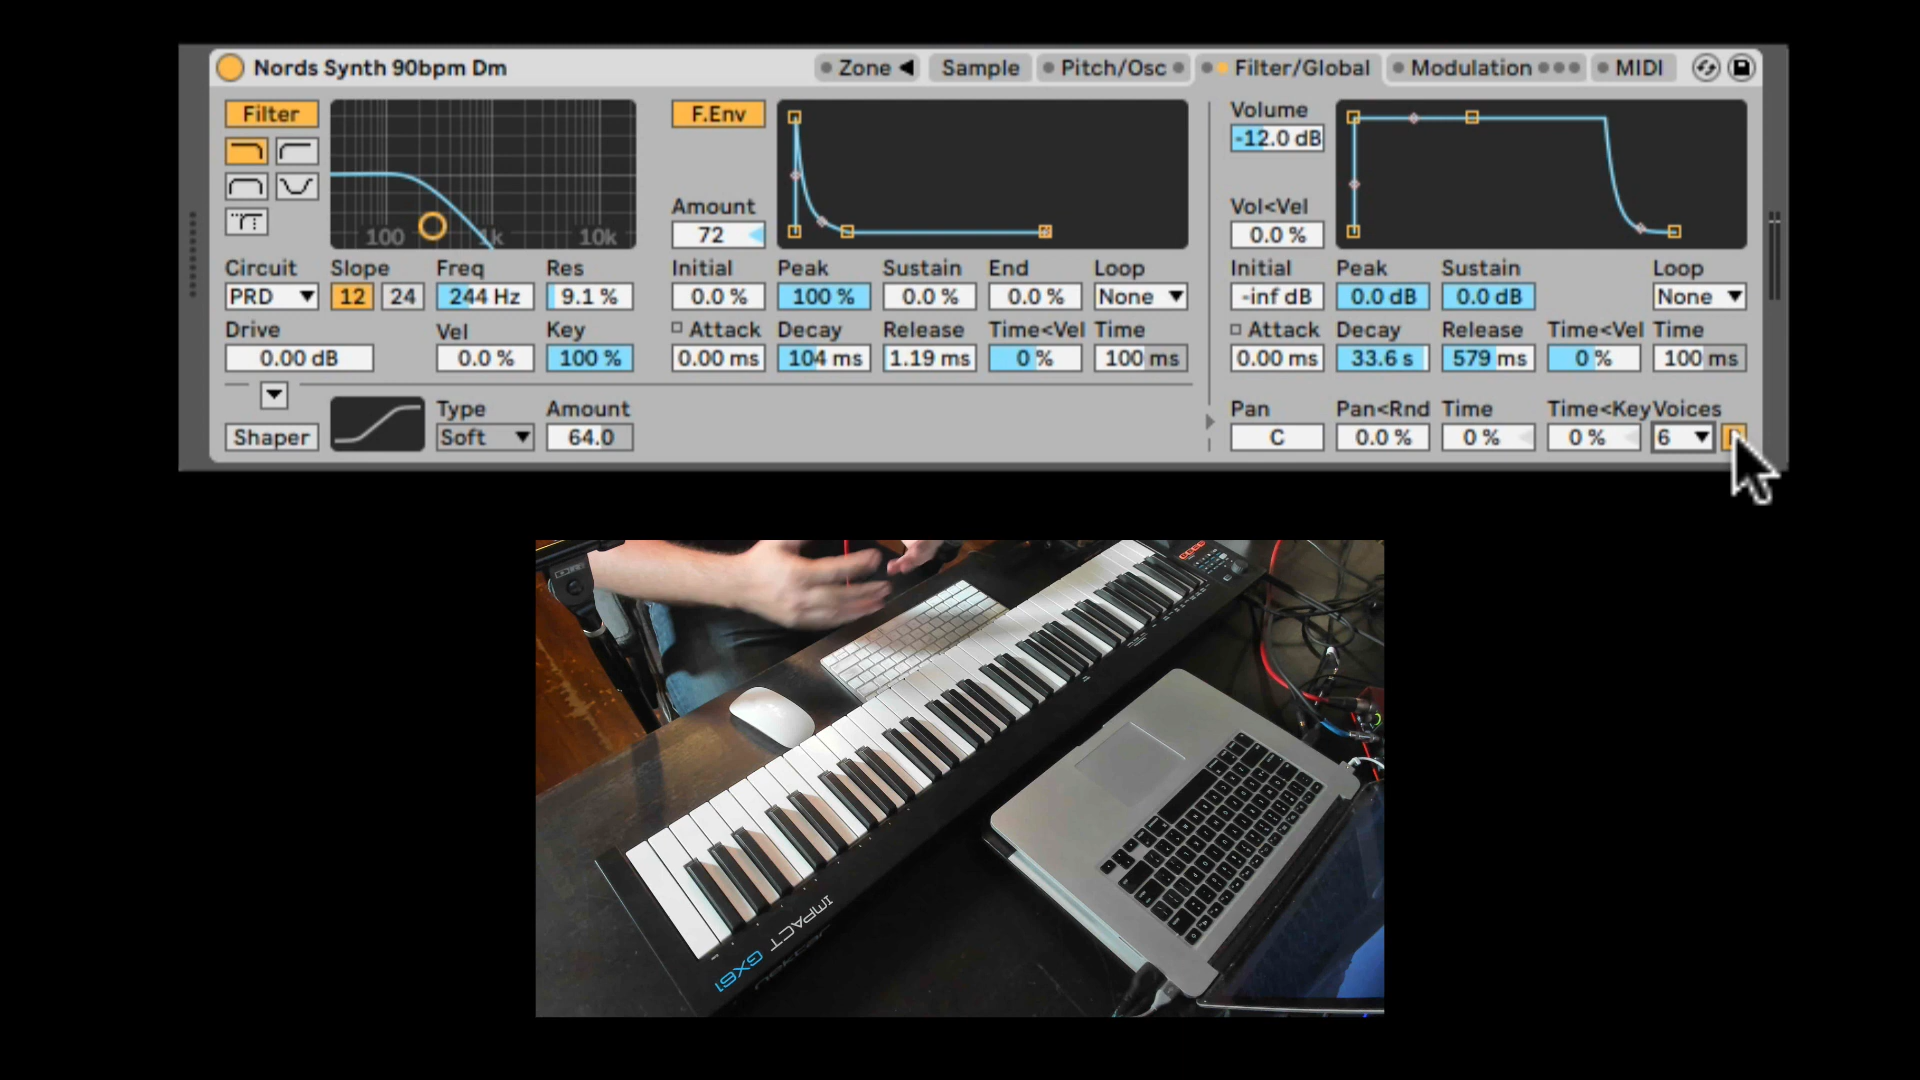 Nords Synth 90bpm Dm
Zone Sample Pitch/Osc Filter/Global Modulation MIDI
Filter F.Env Volume
-12.0 dB
Amount Vol<Vel
100 1k 10k 72 0.0 %
Circuit Slope Freq Res Initial Peak Sustain End Loop Initial Peak Sustain Loop
PRD 12 24 244 Hz 9.1 % 0.0 % 100 % 0.0 % 0.0 % None -inf dB 0.0 dB 0.0 dB None
Drive Vel Key Attack Decay Release Time<Vel Time Attack Decay Release Time<Vel Time
0.00 dB 0.0 % 100 % 0.00 ms 104 ms 1.19 ms 0 % 100 ms 0.00 ms 33.6 s 579 ms 0 % 100 ms
Type Amount Pan Pan<Rnd Time Time<Key Voices
Shaper Soft 64.0 C 0.0 % 0 % 0 % 6
IMPACT GX61